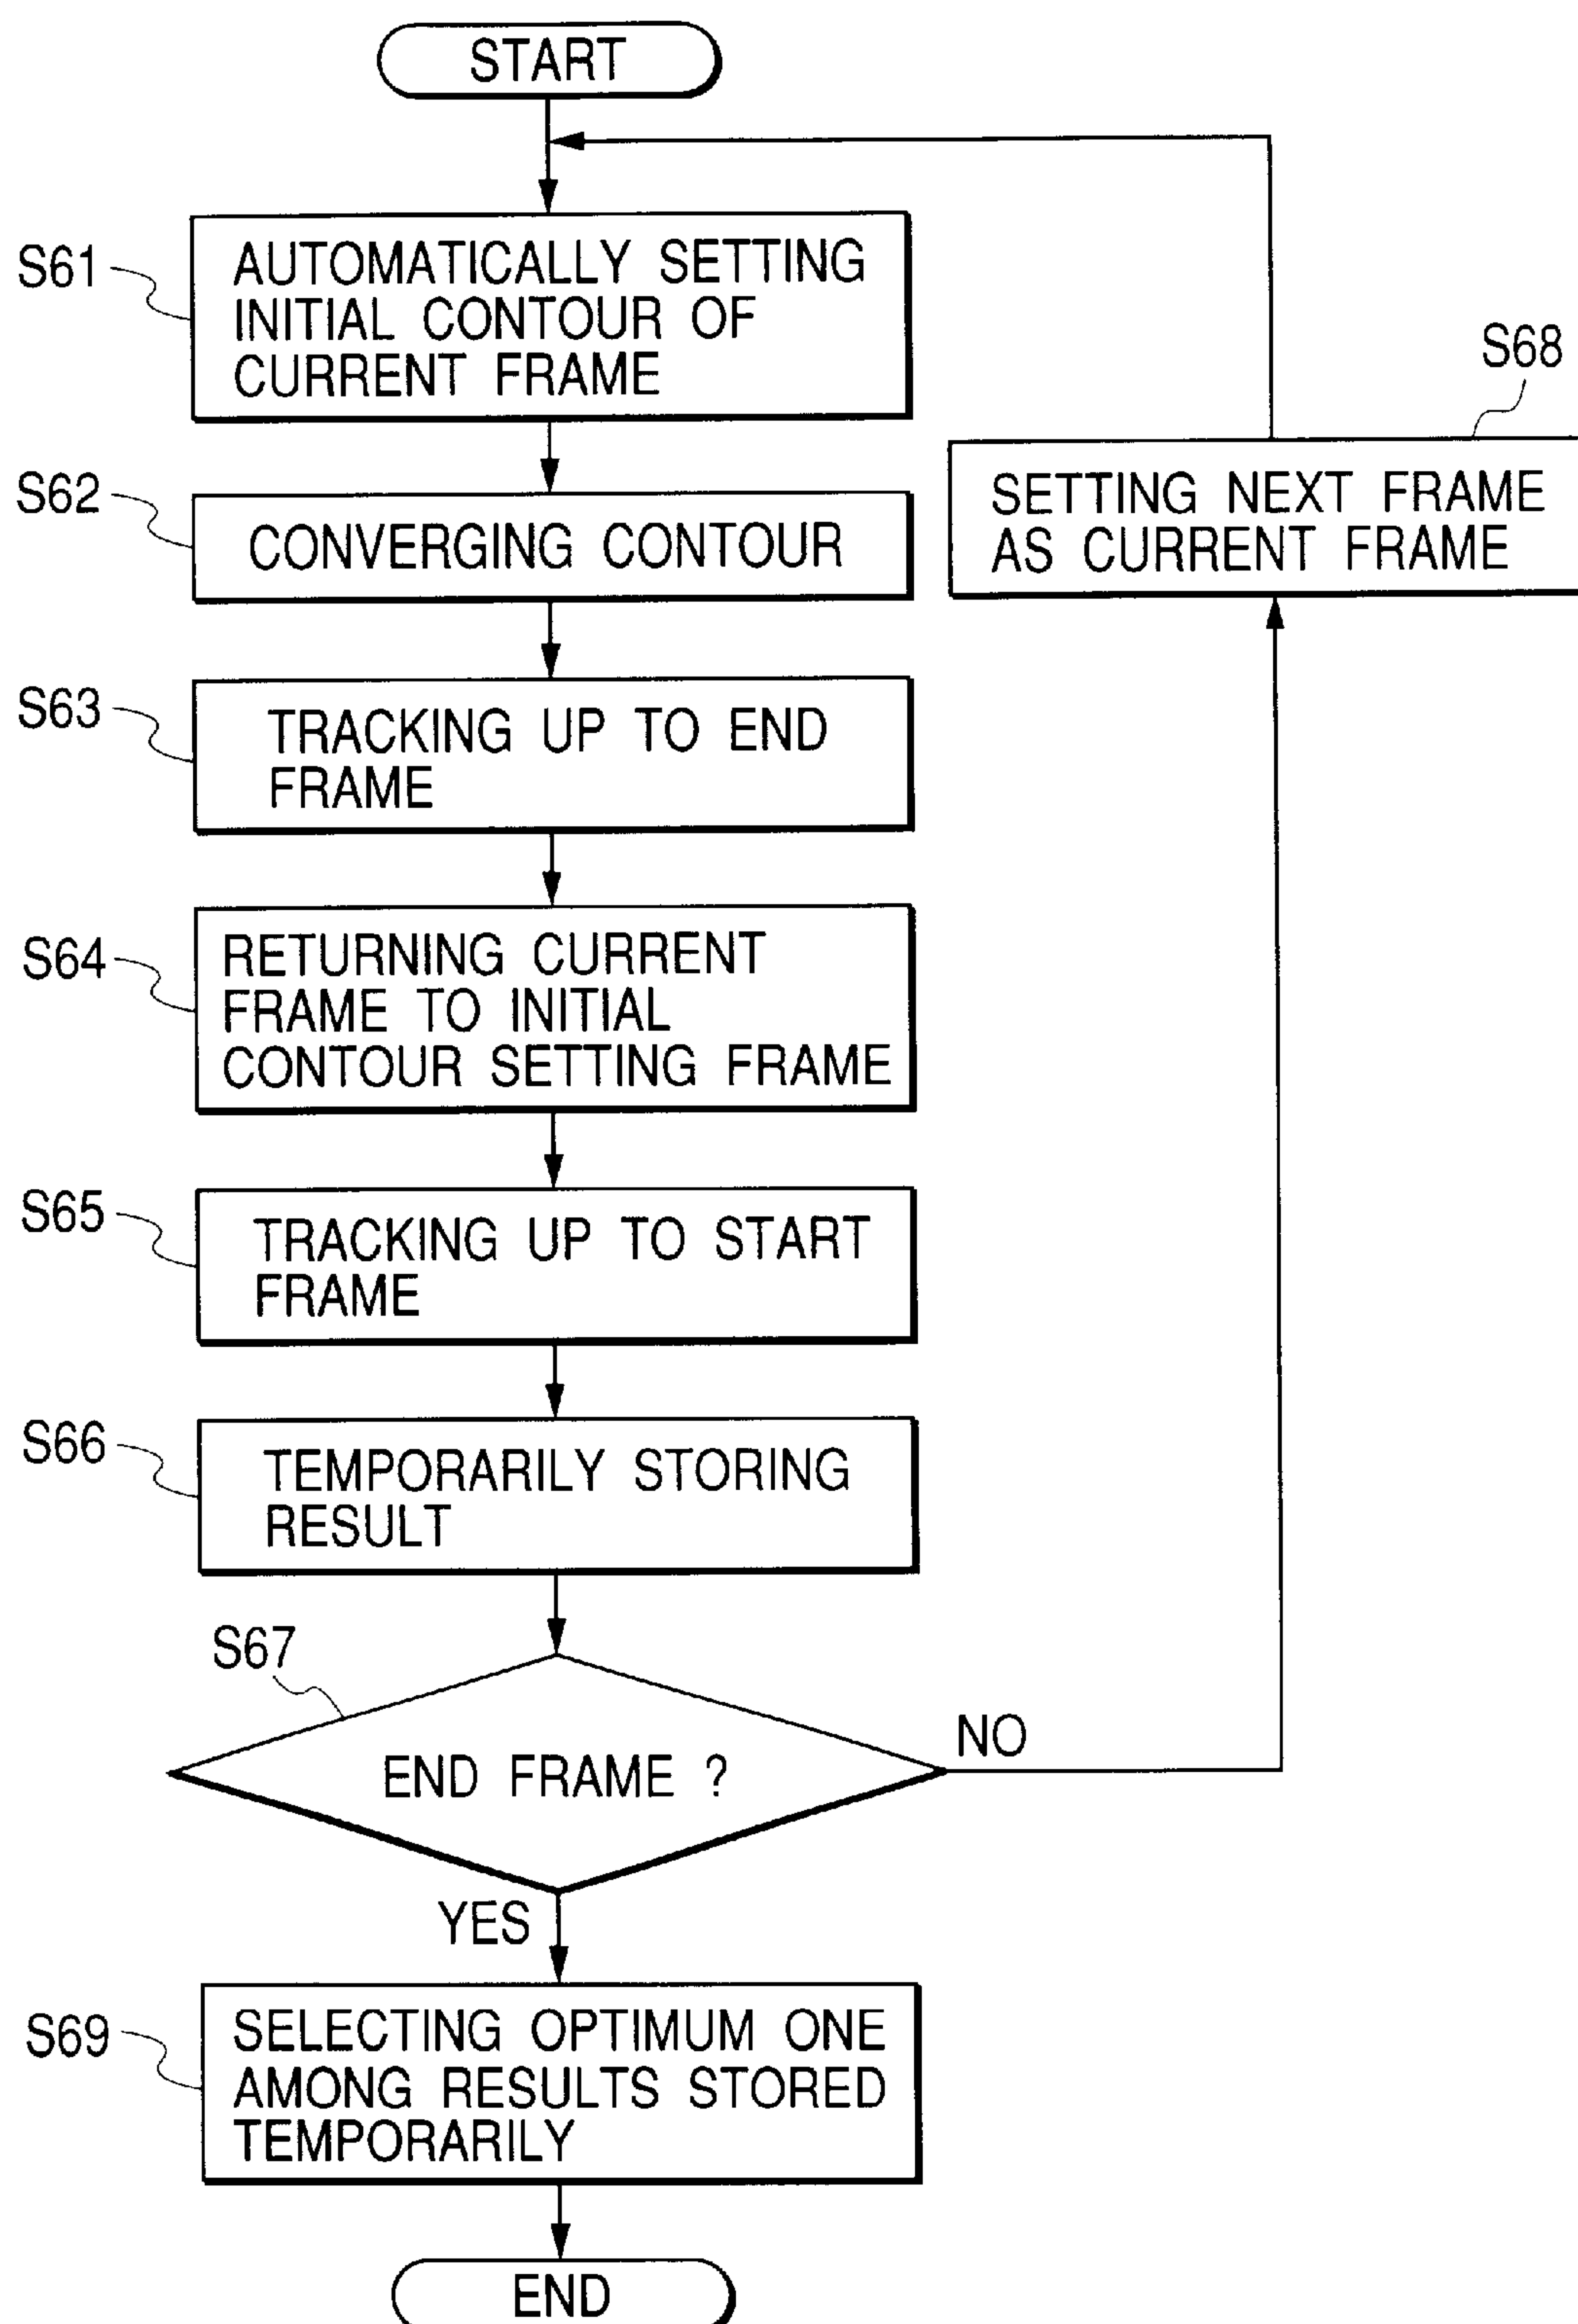 START
S61
AUTOMATICALLY SETTING
INITIAL CONTOUR OF
CURRENT FRAME
S68
SETTING NEXT FRAME
AS CURRENT FRAME
S62
CONVERGING CONTOUR
S63
TRACKING UP TO END
FRAME
S64
RETURNING CURRENT
FRAME TO INITIAL
CONTOUR SETTING FRAME
S65
TRACKING UP TO START
FRAME
S66
TEMPORARILY STORING
RESULT
S67
END FRAME ?
NO
YES
S69
SELECTING OPTIMUM ONE
AMONG RESULTS STORED
TEMPORARILY
END